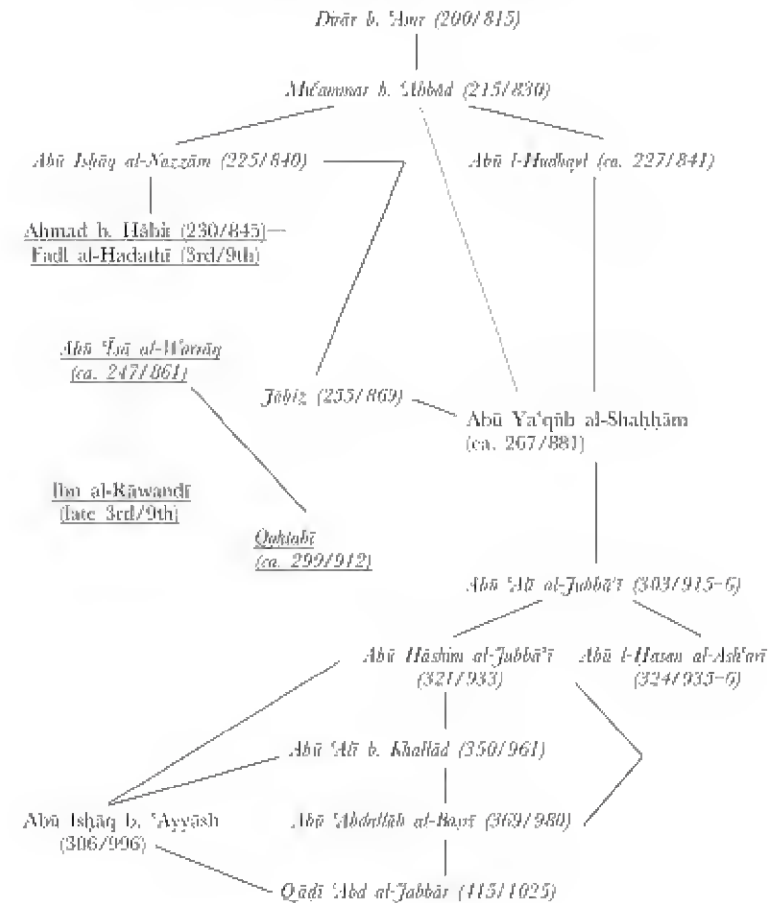 Ḍirār b. ʿAmr (200/815)
Muʿammar b. ʿAbbād (215/830)
Abū Isḥāq al-Naẓẓām (225/840)
Abū l-Hudhayl (ca. 227/841)
Aḥmad b. Ḥābiṭ (230/845)—
Faḍl al-Ḥadathī (3rd/9th)
Abū ʿĪsā al-Warrāq
(ca. 247/861)
Jāḥiẓ (255/869)
Abū Yaʿqūb al-Shaḥḥām
(ca. 267/881)
Ibn al-Rāwandī
(late 3rd/9th)
Qaḥṭabī
(ca. 299/912)
Abū ʿAlī al-Jubbāʾī (303/915–6)
Abū Hāshim al-Jubbāʾī
(321/933)
Abū l-Ḥasan al-Ashʿarī
(324/935–6)
Abū ʿAlī b. Khallād (350/961)
Abū Isḥāq b. ʿAyyāsh
(306/996)
Abū ʿAbdallāh al-Baṣrī (369/980)
Qāḍī ʿAbd al-Jabbār (415/1025)